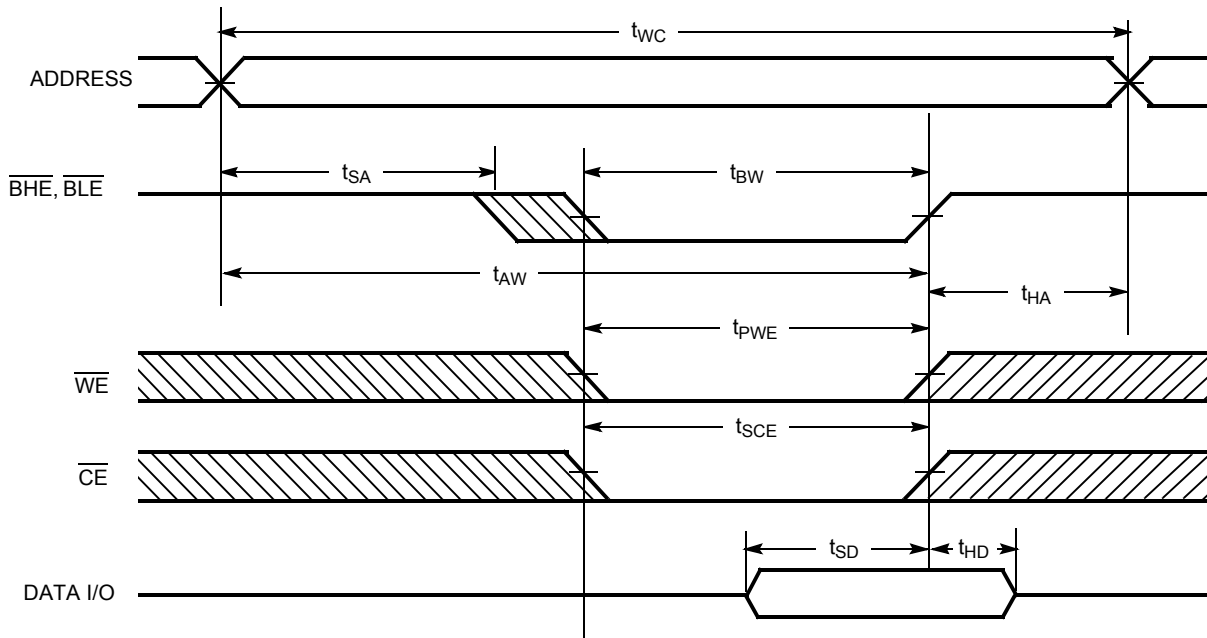 tWC
ADDRESS
tSA
tBW
BHE, BLE
tAW
tHA
tPWE
WE
tSCE
CE
tSD
tHD
DATA I/O